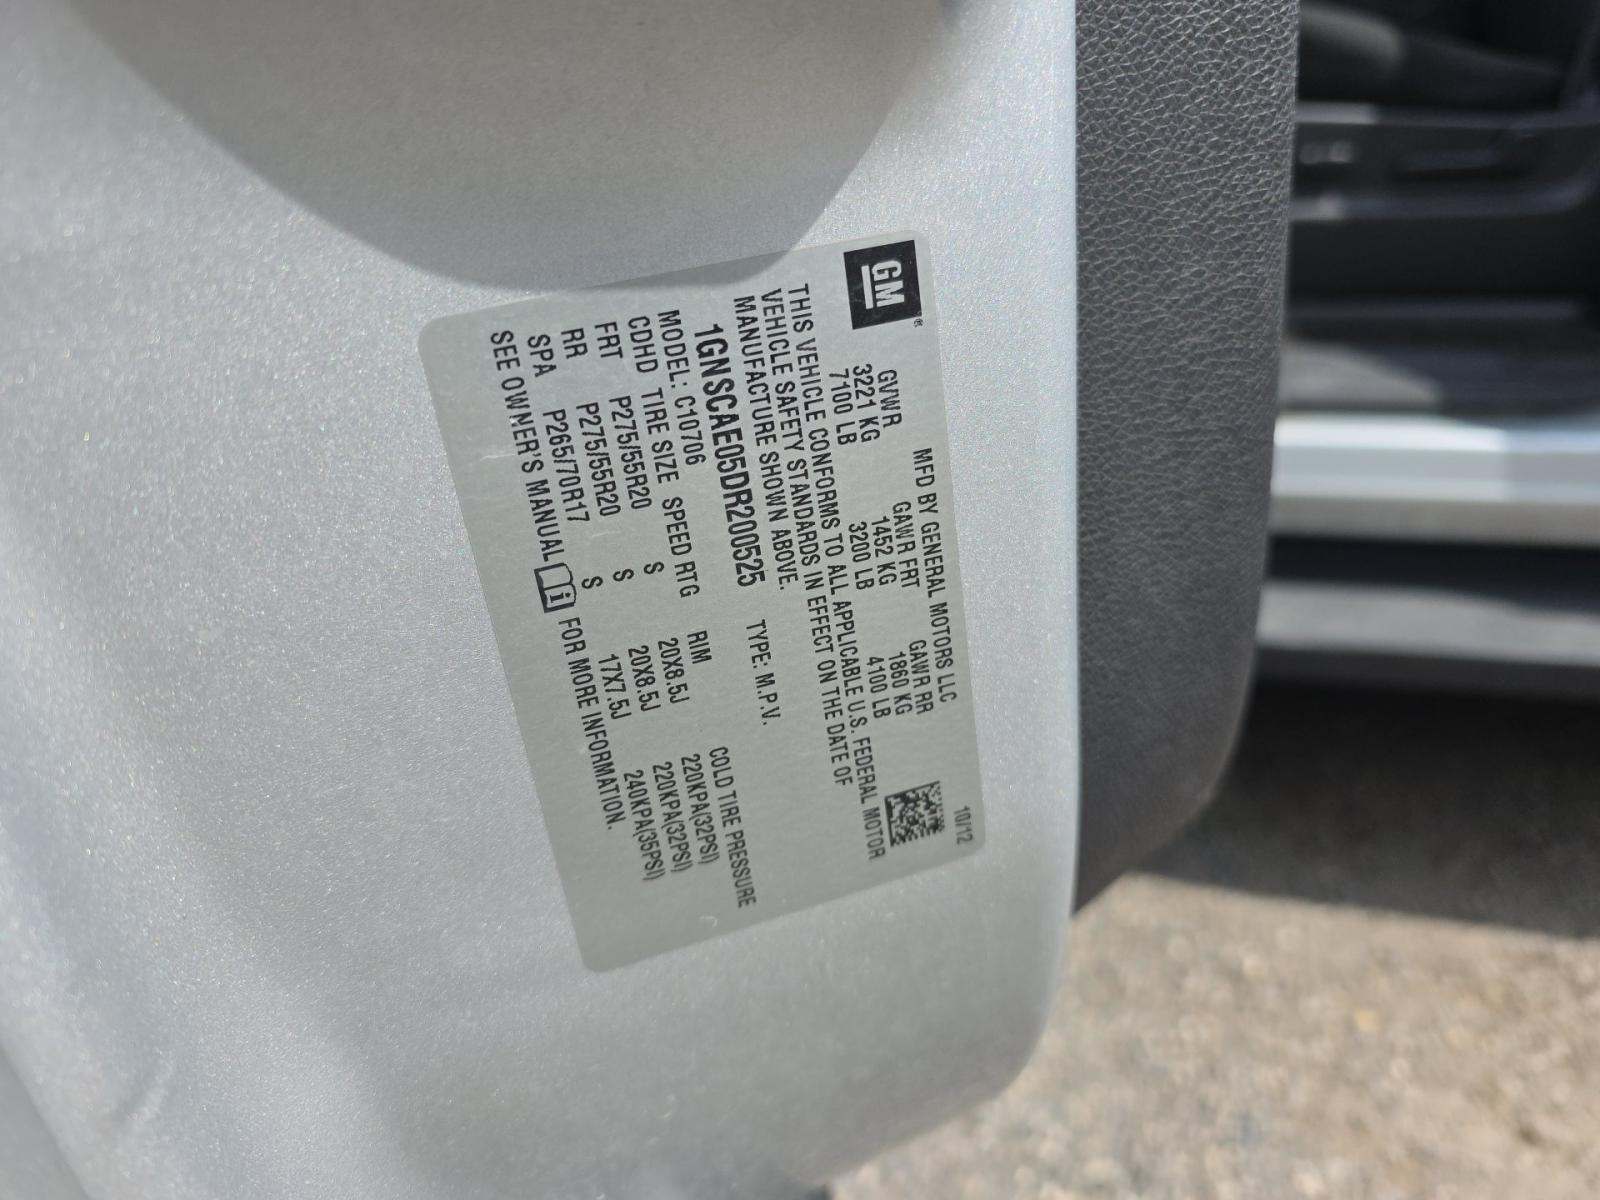 GM®
MFD BY GENERAL MOTORS LLC 10/12
GVWR GAWR FRT GAWR RR
3221 KG 1452 KG 1860 KG
7100 LB 3200 LB 4100 LB
THIS VEHICLE CONFORMS TO ALL APPLICABLE U.S. FEDERAL MOTOR
VEHICLE SAFETY STANDARDS IN EFFECT ON THE DATE OF
MANUFACTURE SHOWN ABOVE.
1GNSCAE05DR200525 TYPE: M.P.V.
MODEL: C10706
CDHD TIRE SIZE SPEED RTG RIM COLD TIRE PRESSURE
FRT P275/55R20 S 20X8.5J 220KPA(32PSI)
RR P275/55R20 S 20X8.5J 220KPA(32PSI)
SPA P265/70R17 S 17X7.5J 240KPA(35PSI)
SEE OWNER'S MANUAL i FOR MORE INFORMATION.